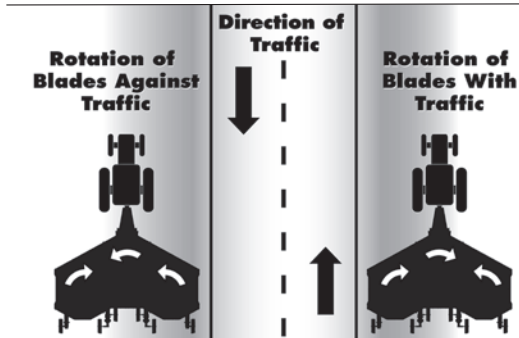 Direction of
Traffic
Rotation of
Blades Against
Traffic
Rotation of
Blades With
Traffic